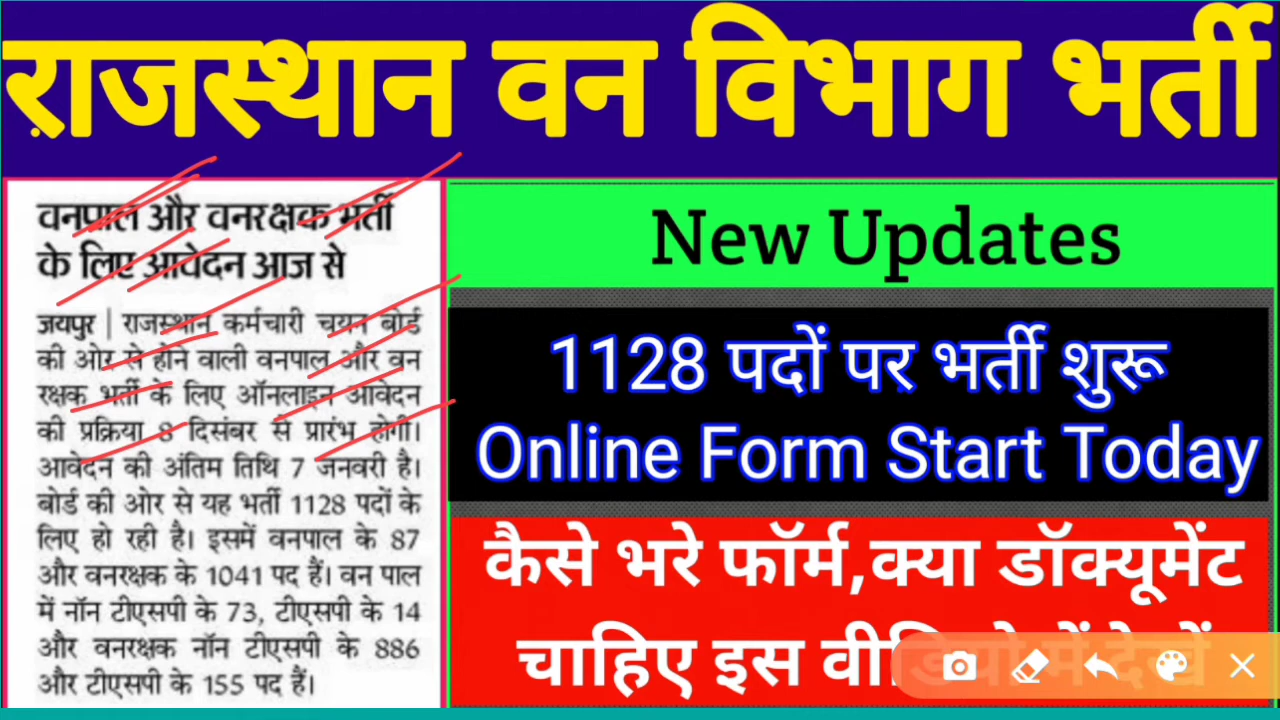 राजस्थान वन विभाग भर्ती
वनपाल और वनरक्षक भर्ती
के लिए आवेदन आज से
जयपुर | राजस्थान कर्मचारी चयन बोर्ड
की ओर से होने वाली वनपाल और वन
रक्षक भर्ती के लिए ऑनलाइन आवेदन
की प्रक्रिया 8 दिसंबर से प्रारंभ होगी।
आवेदन की अंतिम तिथि 7 जनवरी है।
बोर्ड की ओर से यह भर्ती 1128 पदों के
लिए हो रही है। इसमें वनपाल के 87
और वनरक्षक के 1041 पद हैं। वन पाल
में नॉन टीएसपी के 73, टीएसपी के 14
और वनरक्षक नॉन टीएसपी के 886
और टीएसपी के 155 पद हैं।
New Updates
1128 पदों पर भर्ती शुरू
Online Form Start Today
कैसे भरे फॉर्म,क्या डॉक्यूमेंट
चाहिए इस वीडियो में देखें